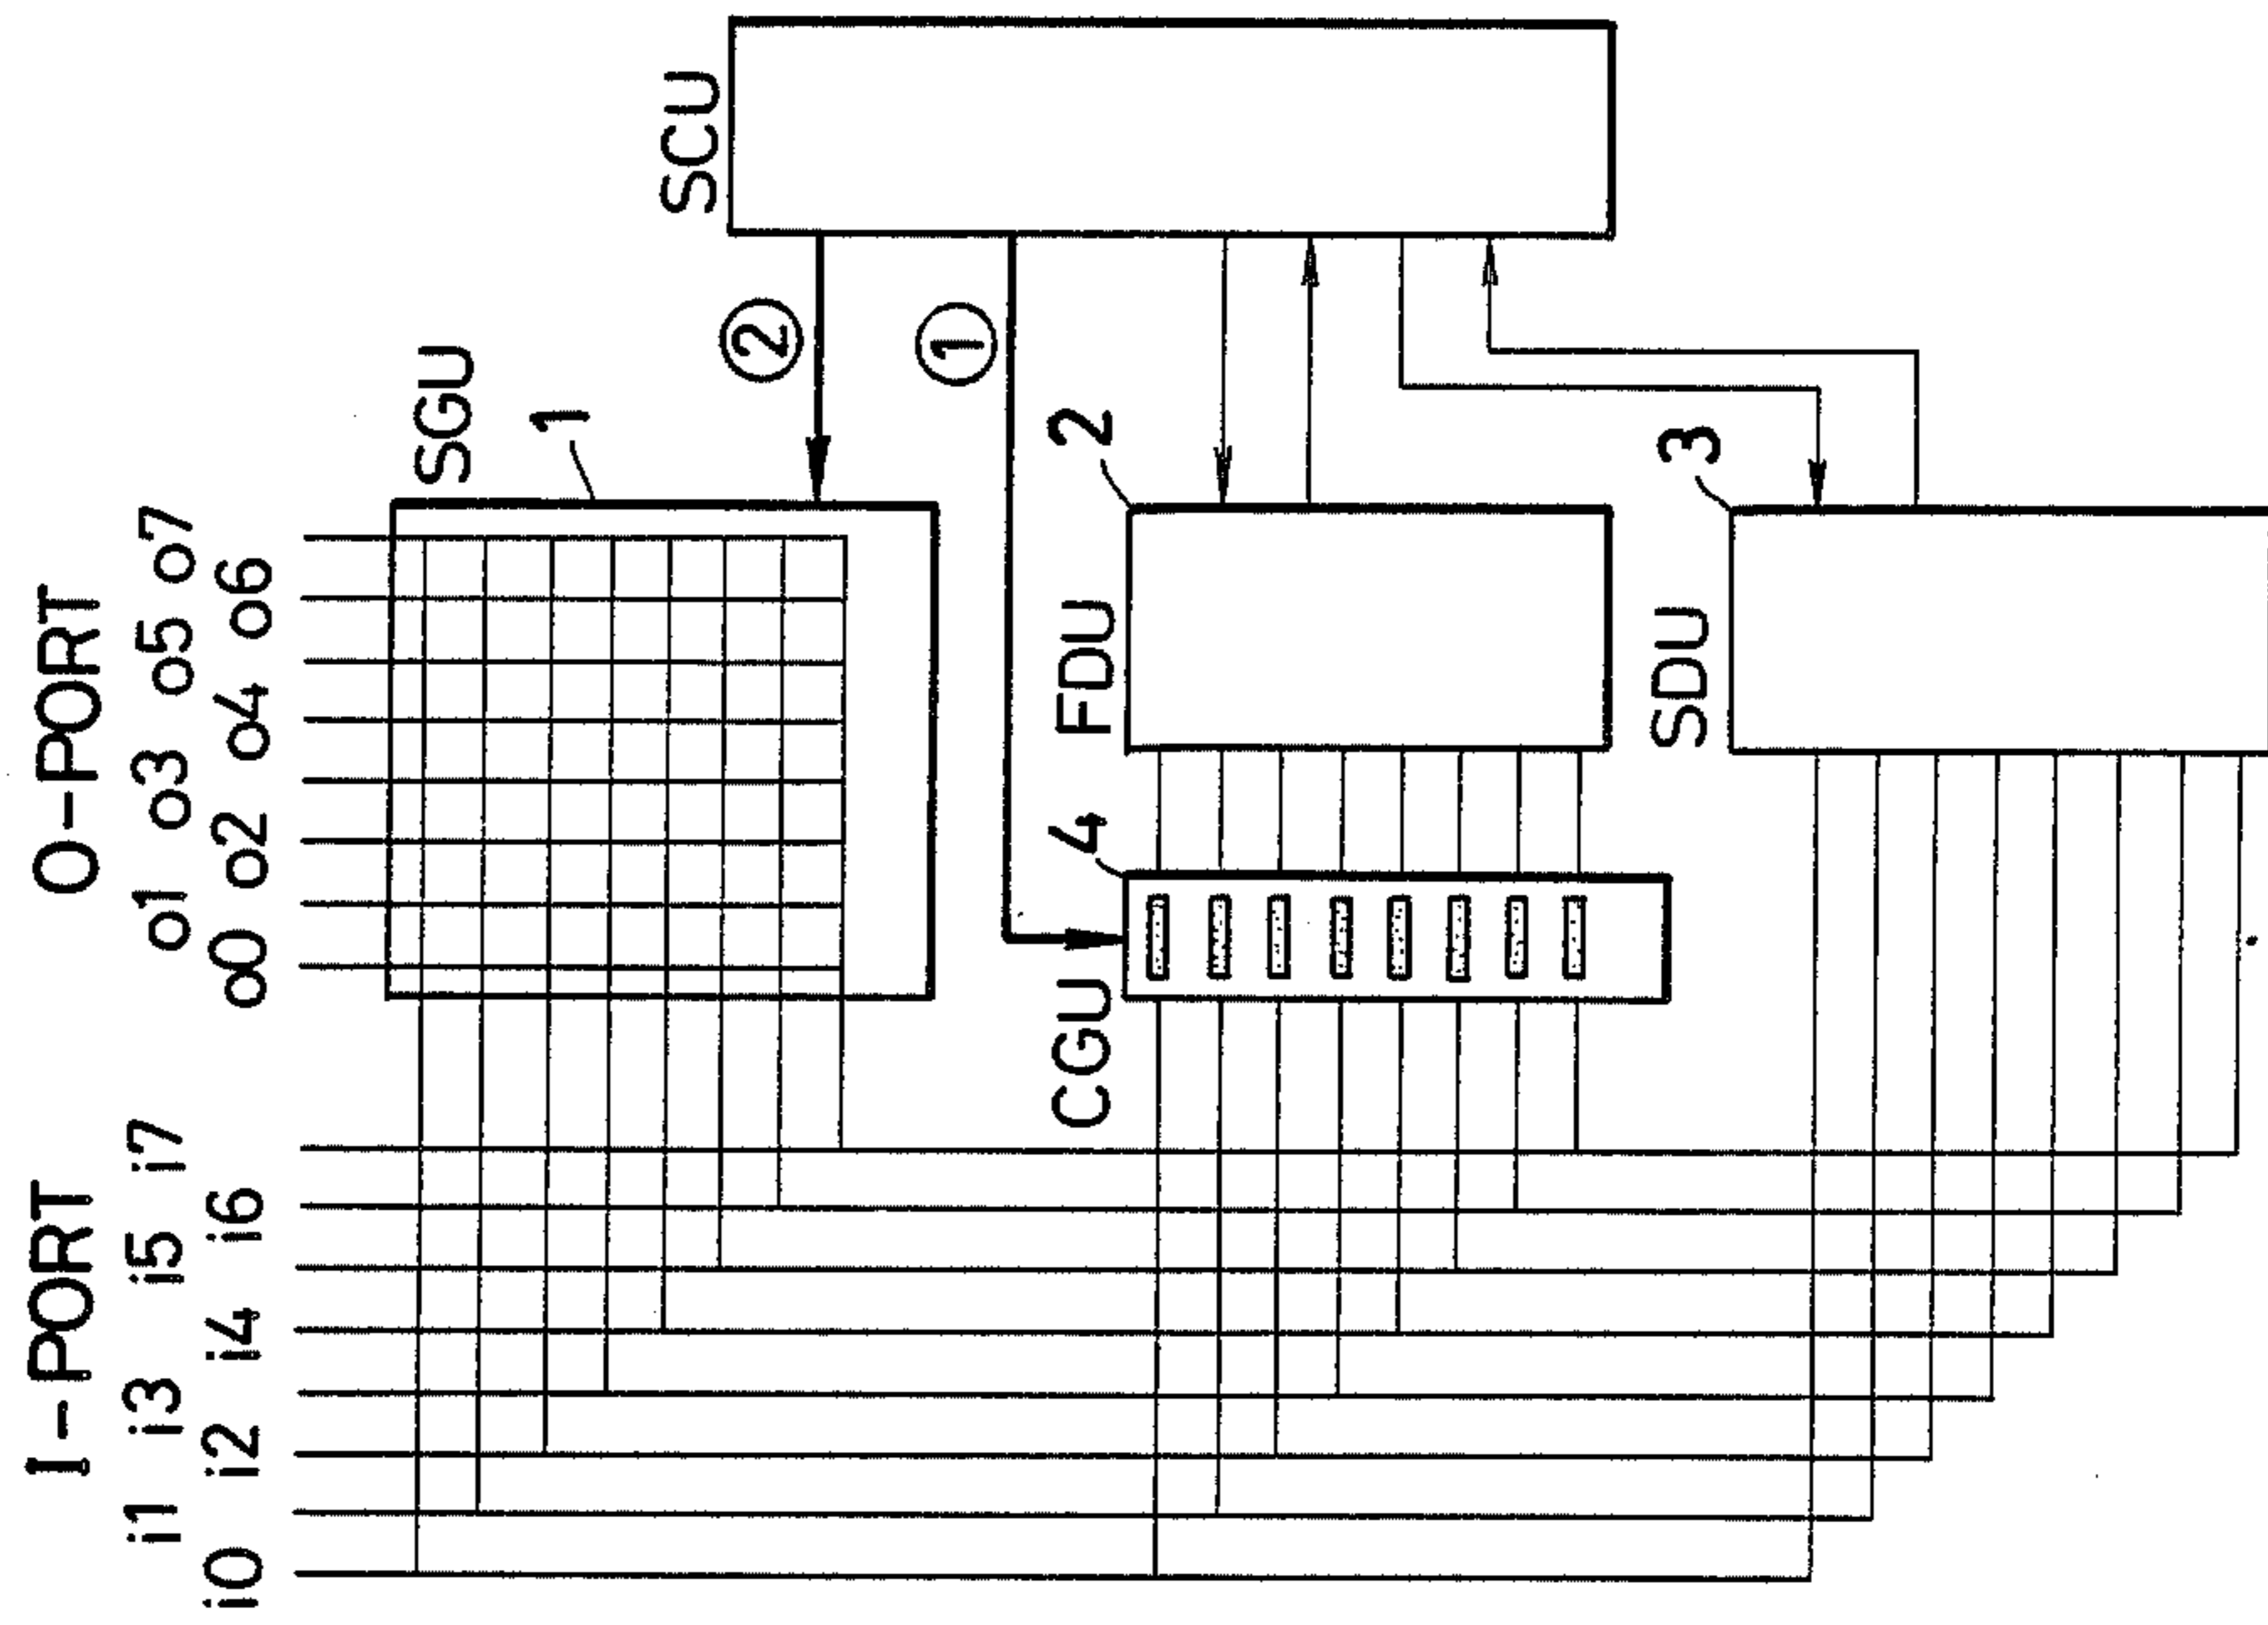 I-PORT
i1 i3 i5 i7
i0 i2 i4 i6
O-PORT
o1 o3 o5 o7
o0 o2 o4 o6
SGU
1
②
①
SCU
CGU
4
FDU
2
SDU
3